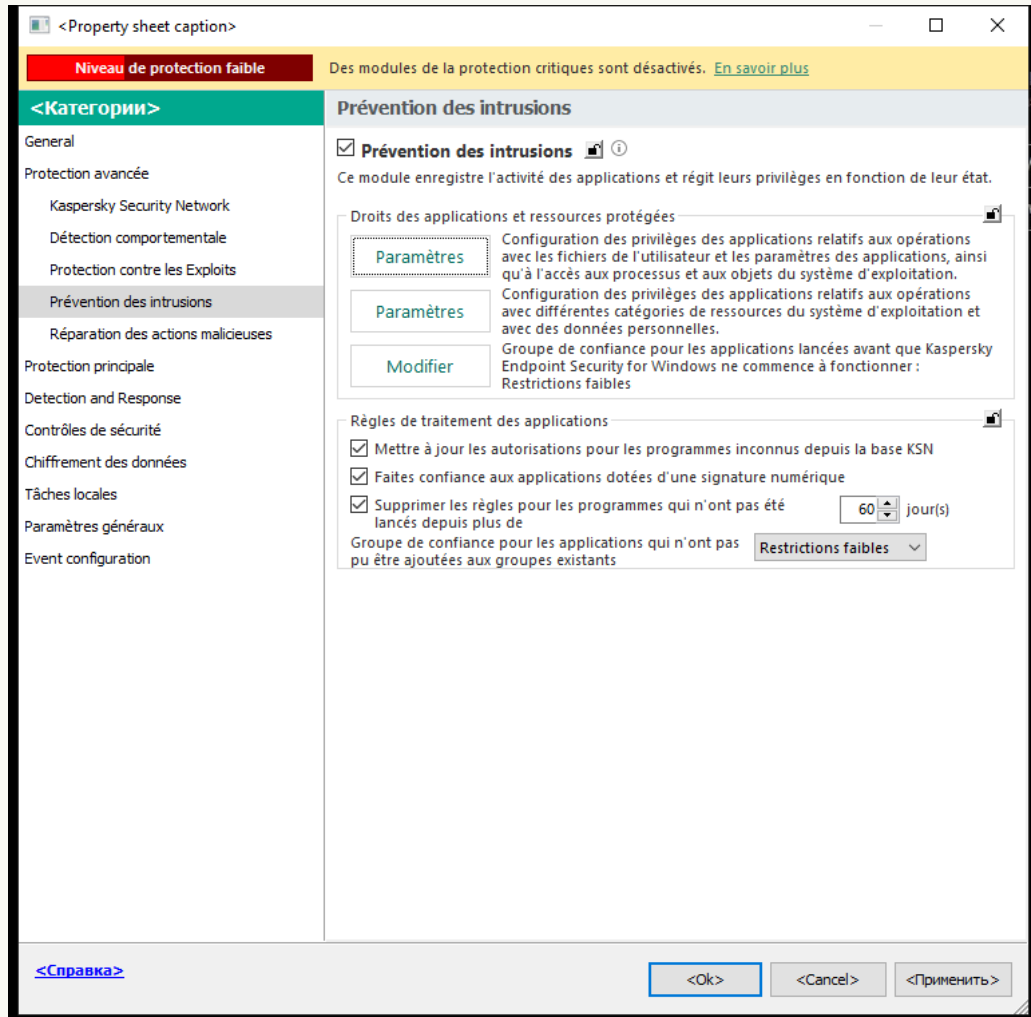 <Property sheet caption>
Niveau de protection faible
Des modules de la protection critiques sont désactivés. En savoir plus
<Категории>
General
Protection avancée
Kaspersky Security Network
Détection comportementale
Protection contre les Exploits
Prévention des intrusions
Réparation des actions malicieuses
Protection principale
Detection and Response
Contrôles de sécurité
Chiffrement des données
Tâches locales
Paramètres généraux
Event configuration
Prévention des intrusions
Prévention des intrusions
Ce module enregistre l'activité des applications et régit leurs privilèges en fonction de leur état.
Droits des applications et ressources protégées
Paramètres
Configuration des privilèges des applications relatifs aux opérations
avec les fichiers de l'utilisateur et les paramètres des applications, ainsi
qu'à l'accès aux processus et aux objets du système d'exploitation.
Paramètres
Configuration des privilèges des applications relatifs aux opérations
avec différentes catégories de ressources du système d'exploitation et
avec des données personnelles.
Modifier
Groupe de confiance pour les applications lancées avant que Kaspersky
Endpoint Security for Windows ne commence à fonctionner :
Restrictions faibles
Règles de traitement des applications
Mettre à jour les autorisations pour les programmes inconnus depuis la base KSN
Faites confiance aux applications dotées d'une signature numérique
Supprimer les règles pour les programmes qui n'ont pas été
lancés depuis plus de
60 jour(s)
Groupe de confiance pour les applications qui n'ont pas
pu être ajoutées aux groupes existants
Restrictions faibles
<Справка>
<Ok> <Cancel> <Применить>